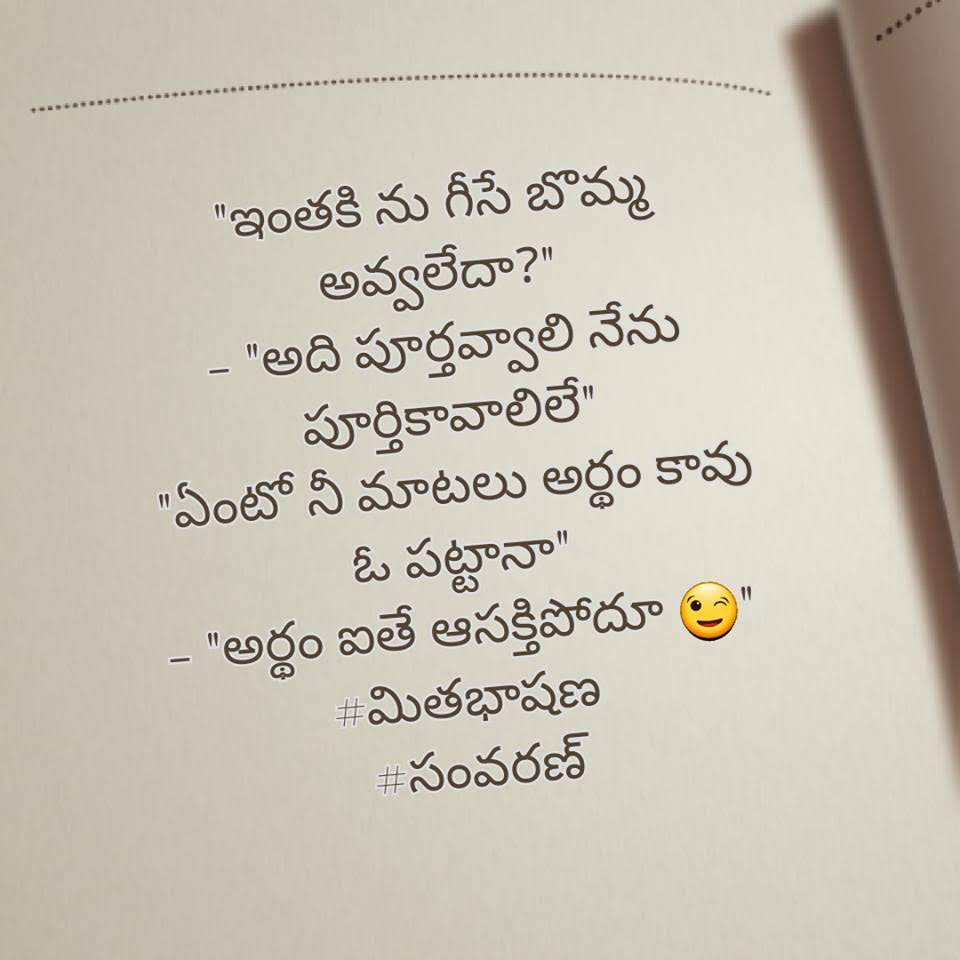 "ఇంతకి ను గీసే బొమ్మ
అవ్వలేదా?"
- "అది పూర్తవ్వాలి నేను
పూర్తికావాలిలే"
"ఏంటో నీ మాటలు అర్థం కావు
ఓ పట్టానా"
- "అర్థం ఐతే ఆసక్తిపోదూ 😉"
#మితభాషణ
#సంవరణ్